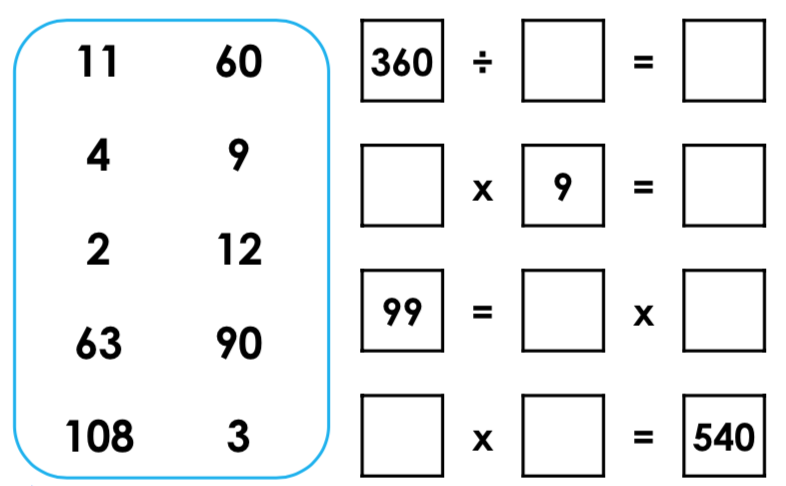 11 60
4 9
2 12
63 90
108 3
360 ÷ =
x 9 =
99 = x
x = 540